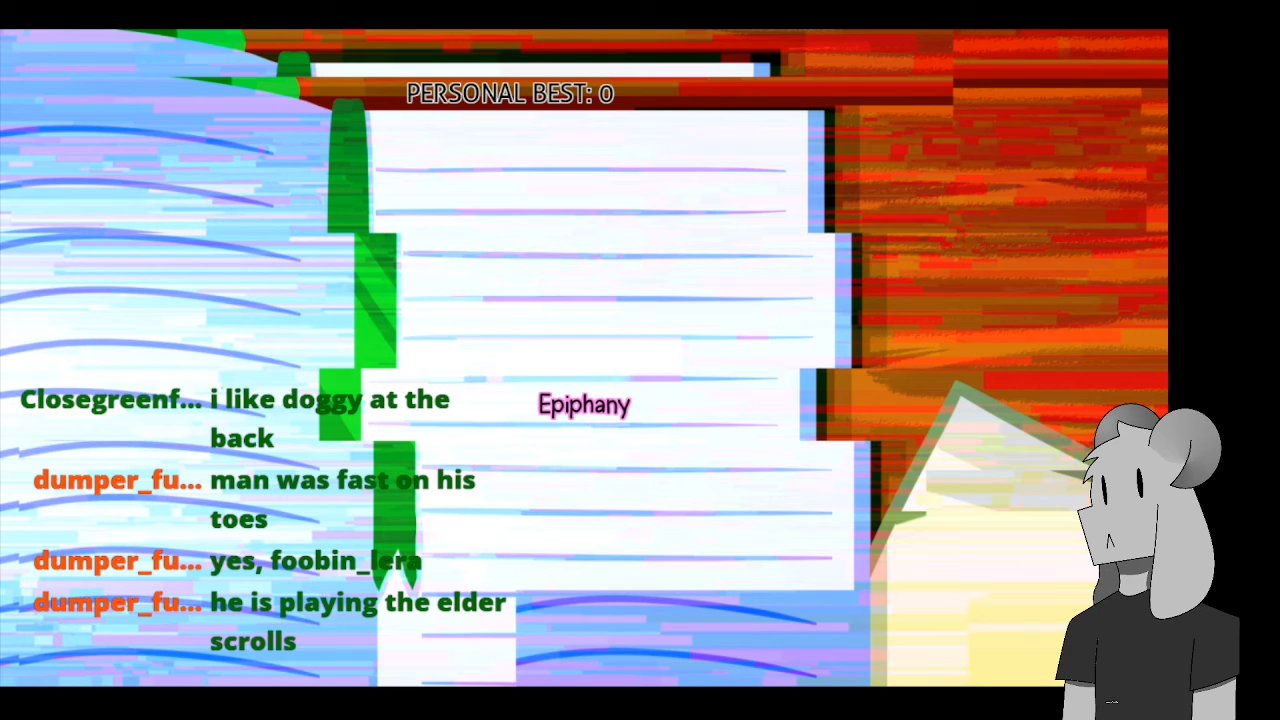 PERSONAL BEST: 0
Closegreenf... i like doggy at the
back
Epiphany
dumper_fu... man was fast on his
toes
dumper_fu... yes, foobin_lera
dumper_fu... he is playing the elder
scrolls